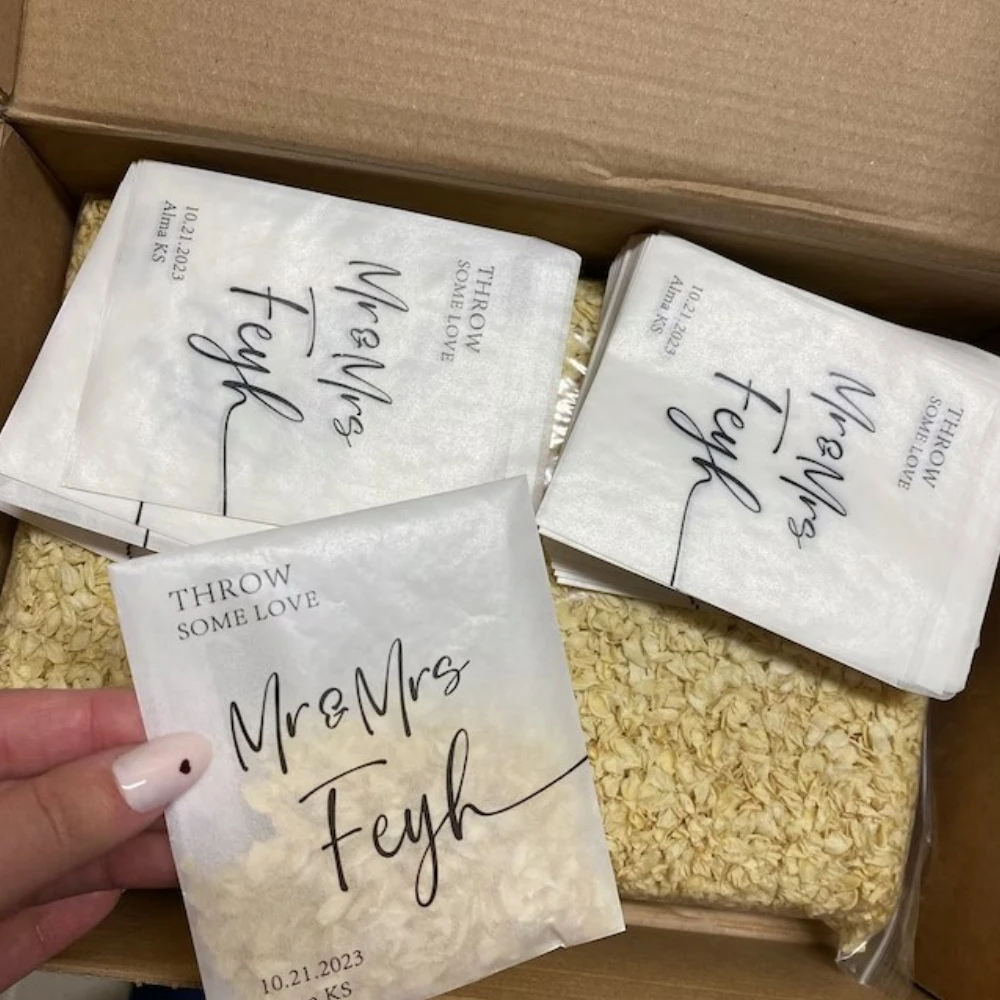 10.21.2023
Alma KS
Mr & Mrs
Feyh
THROW
SOME LOVE
10.21.2023
Alma KS
Mr & Mrs
Feyh
THROW
SOME LOVE
THROW
SOME LOVE
Mr & Mrs
Feyh
10.21.2023
KS